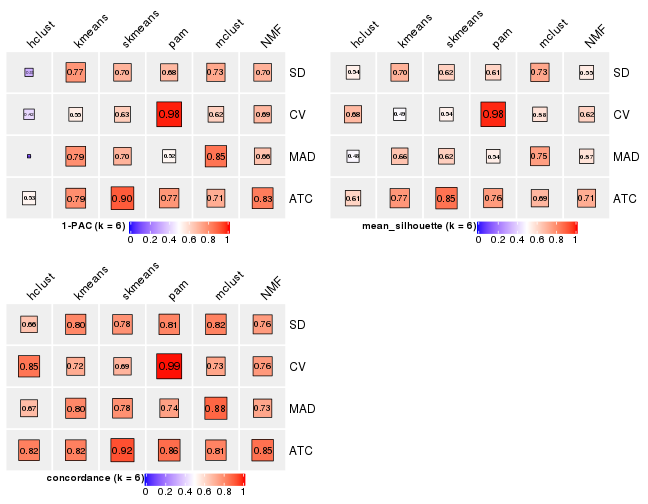 hclust kmeans skmeans pam mclust NMF
0.77 0.70 0.68 0.73 0.70 SD
0.55 0.63 0.98 0.62 0.69 CV
0.79 0.70 0.52 0.85 0.66 MAD
0.53 0.79 0.90 0.77 0.71 0.83 ATC
1-PAC (k = 6)
0 0.2 0.4 0.6 0.8 1
hclust kmeans skmeans pam mclust NMF
0.54 0.70 0.62 0.61 0.73 0.55 SD
0.68 0.49 0.54 0.98 0.58 0.62 CV
0.48 0.66 0.62 0.54 0.75 0.57 MAD
0.61 0.77 0.85 0.76 0.69 0.71 ATC
mean_silhouette (k = 6)
0 0.2 0.4 0.6 0.8 1
hclust kmeans skmeans pam mclust NMF
0.66 0.80 0.78 0.81 0.82 0.76 SD
0.85 0.72 0.69 0.99 0.73 0.76 CV
0.67 0.80 0.78 0.74 0.88 0.73 MAD
0.82 0.82 0.92 0.86 0.81 0.85 ATC
concordance (k = 6)
0 0.2 0.4 0.6 0.8 1